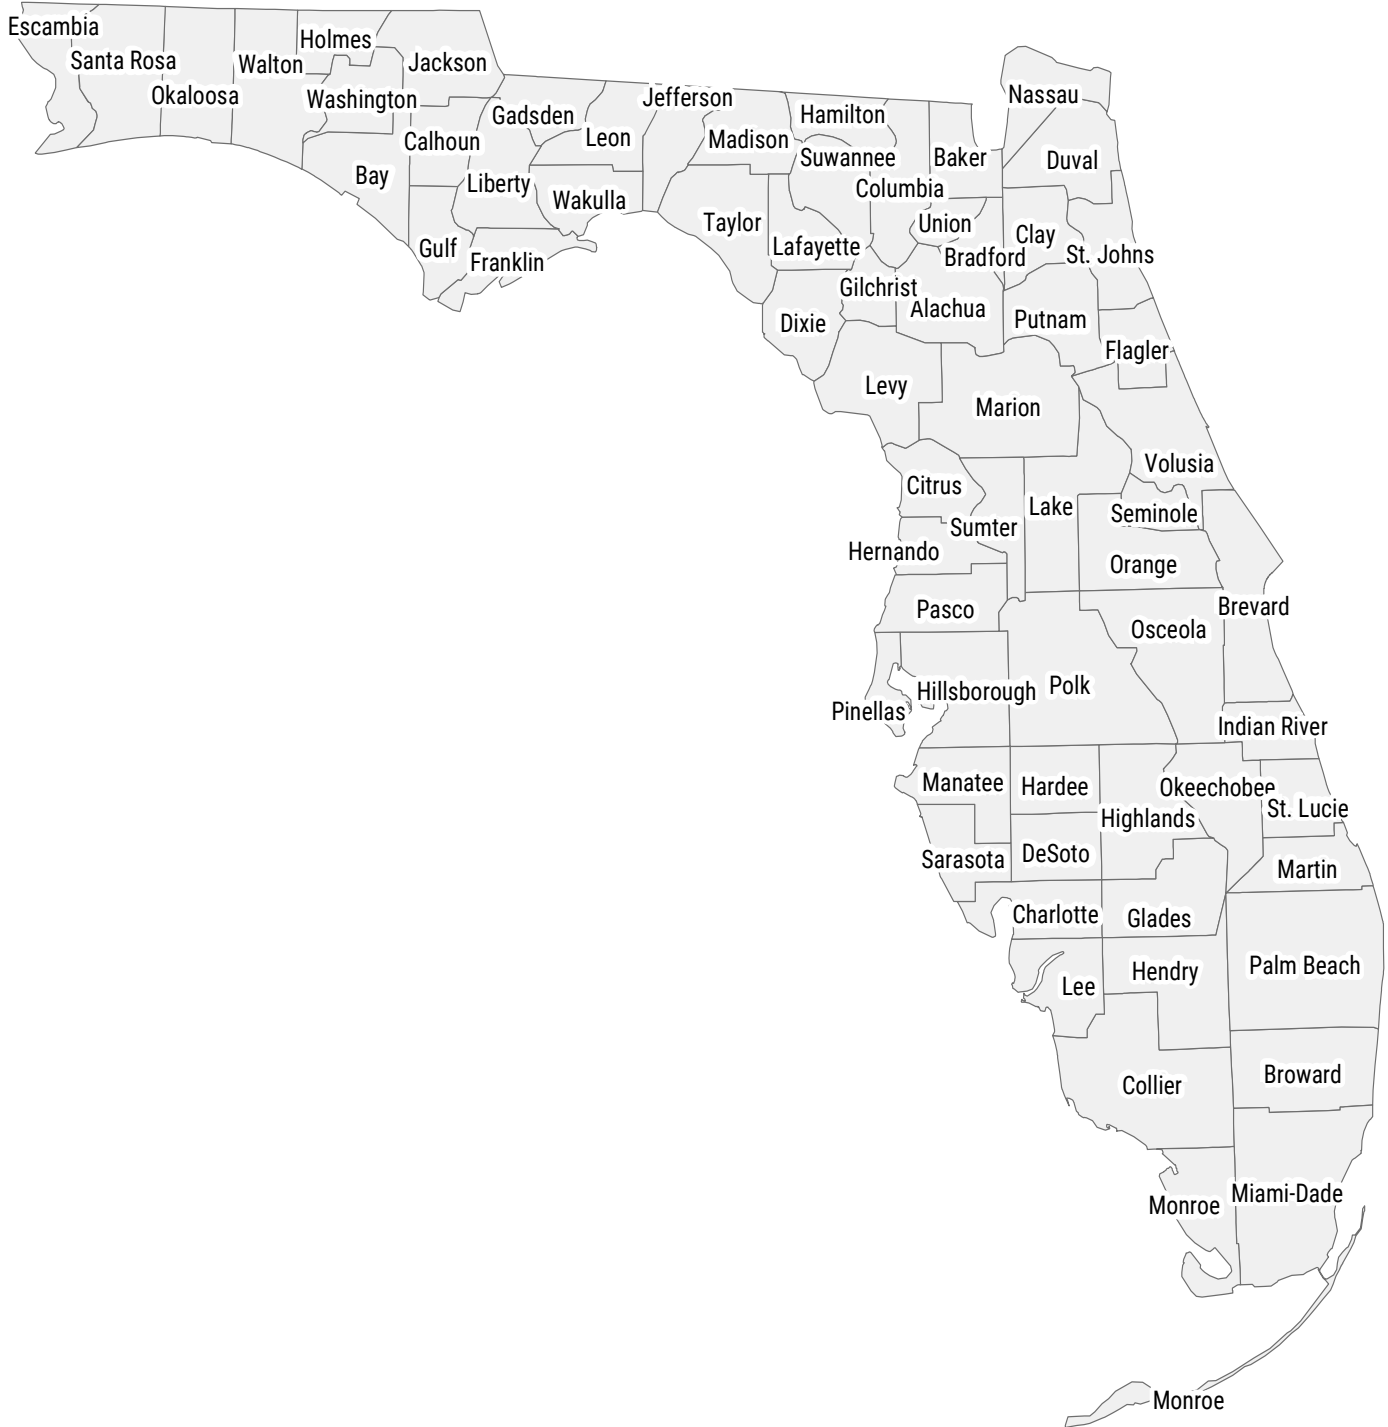 Escambia
Holmes
Santa Rosa
Walton
Jackson
Okaloosa
Washington
Jefferson
Nassau
Gadsden
Hamilton
Leon
Madison
Calhoun
Suwannee
Baker
Duval
Bay
Liberty
Columbia
Wakulla
Taylor
Union
Clay
Gulf
Lafayette
Franklin
Bradford
St. Johns
Gilchrist
Alachua
Dixie
Putnam
Flagler
Levy
Marion
Volusia
Citrus
Lake
Seminole
Sumter
Hernando
Orange
Pasco
Brevard
Osceola
Hillsborough
Polk
Pinellas
Indian River
Manatee
Hardee
Okeechobee
St. Lucie
Highlands
Sarasota
DeSoto
Martin
Charlotte
Glades
Palm Beach
Hendry
Lee
Collier
Broward
Miami-Dade
Monroe
Monroe